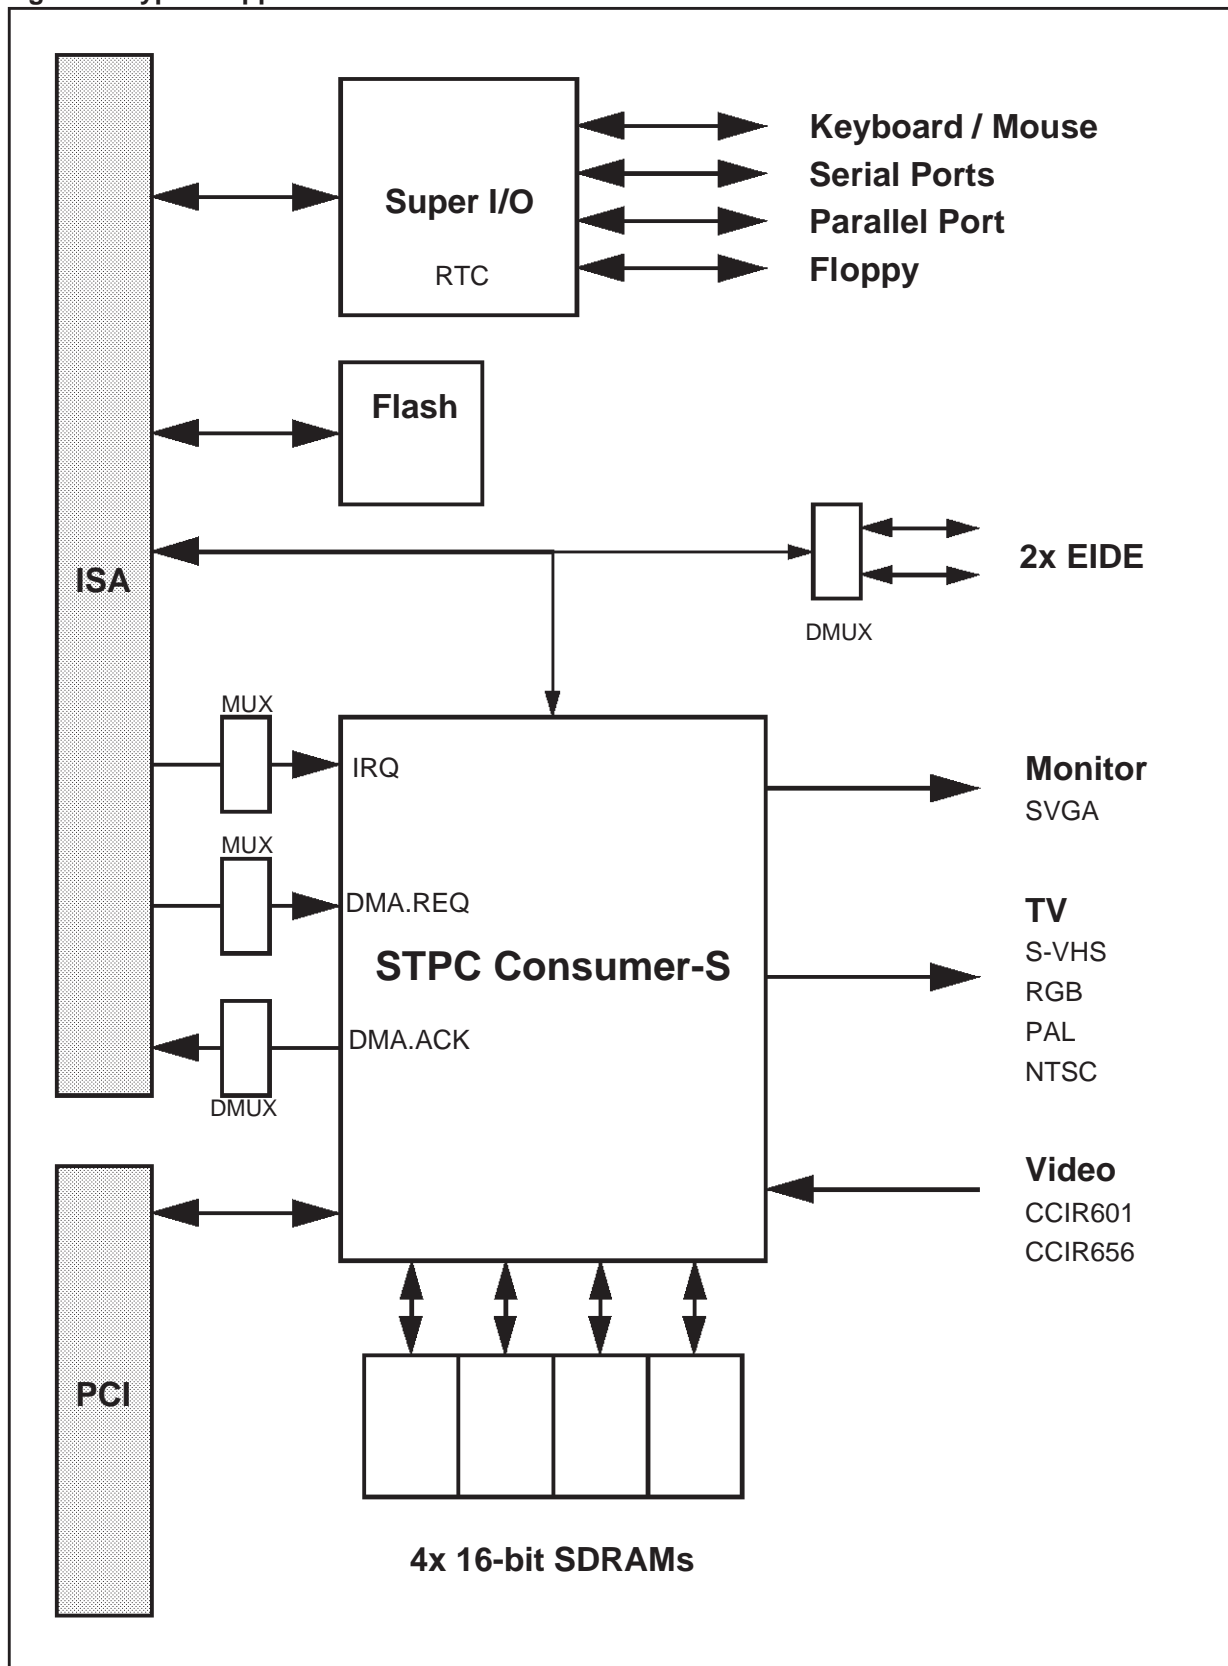 Keyboard / Mouse
Serial Ports
Super I/O
Parallel Port
RTC
Floppy
Flash
ISA
2x EIDE
DMUX
MUX
IRQ
Monitor
SVGA
MUX
DMA.REQ
TV
STPC Consumer-S
S-VHS
RGB
PAL
NTSC
DMA.ACK
DMUX
Video
CCIR601
CCIR656
PCI
4x 16-bit SDRAMs